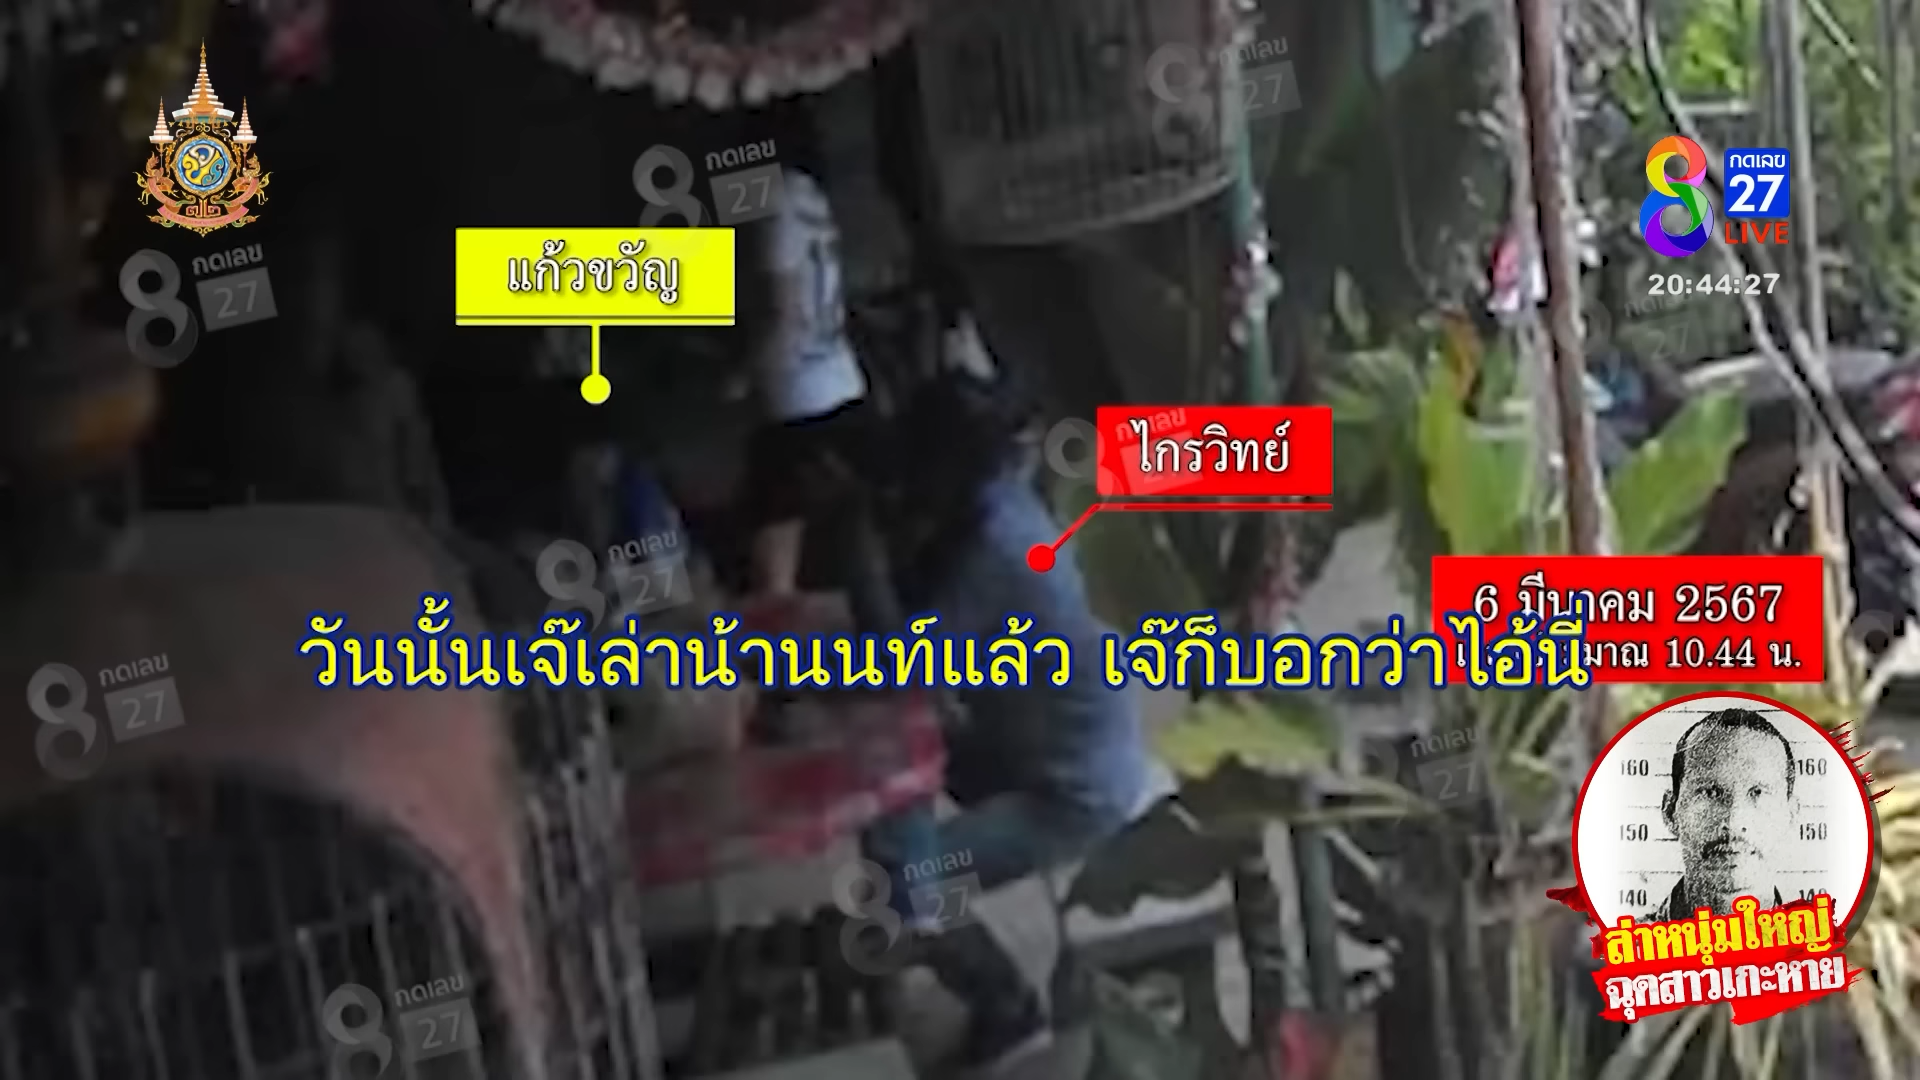 กดเลข
27
LIVE
20:44:27
แก้วขวัญ
ไกรวิทย์
6 มีนาคม 2567
10.44 น.
วันนั้นเจ๊เล่าน้านนท์แล้ว เจ๊ก็บอกว่าไอ้นี่
160 160
150 150
140 140
ล่าหนุ่มใหญ่
ฉุดสาวเกะหาย